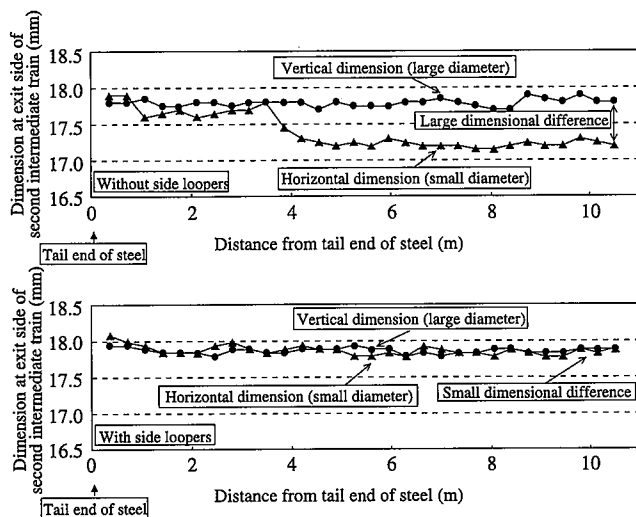 Dimension at exit side of
second intermediate train (mm)
18.5
18.0
17.5
17.0
16.5
Vertical dimension (large diameter)
Large dimensional difference
Horizontal dimension (small diameter)
Without side loopers
0 2 4 6 8 10
Distance from tail end of steel (m)
Tail end of steel
Dimension at exit side of
second intermediate train (mm)
18.5
18.0
17.5
17.0
16.5
Vertical dimension (large diameter)
Horizontal dimension (small diameter)
Small dimensional difference
With side loopers
0 2 4 6 8 10
Distance from tail end of steel (m)
Tail end of steel